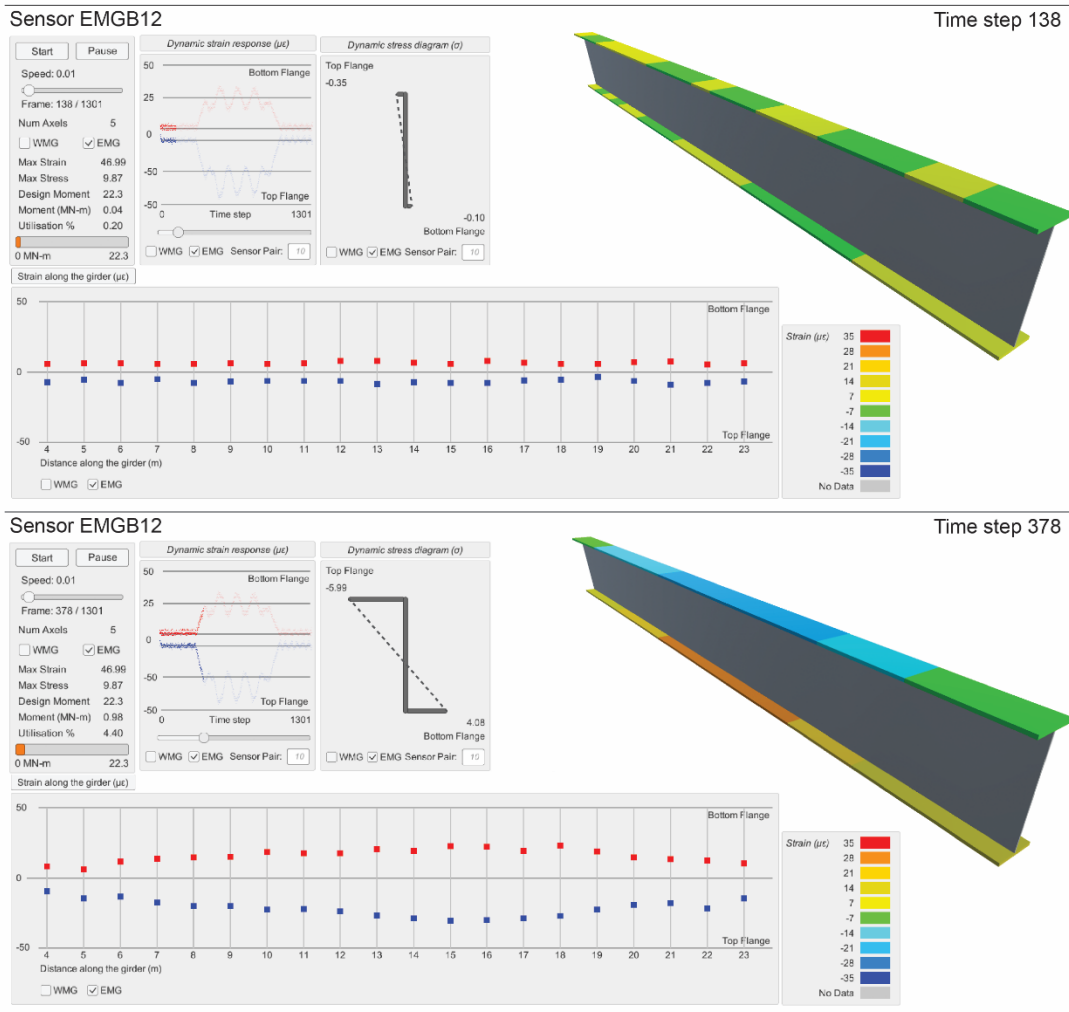 Sensor EMGB12
Time step 138
Start Pause
Speed: 0.01
Frame: 138 / 1301
Num Axels 5
WMG EMG
Max Strain 46.99
Max Stress 9.87
Design Moment 22.3
Moment (MN-m) 0.04
Utilisation % 0.20
0 MN-m 22.3
Dynamic strain response (με)
50
Bottom Flange
25
0
-50
Top Flange
-50
0 Time step 1301
WMG EMG Sensor Pair: 10
Dynamic stress diagram (σ)
Top Flange
-0.35
-0.10
Bottom Flange
WMG EMG Sensor Pair: 10
Strain along the girder (με)
50
Bottom Flange
0
-50
Top Flange
4 5 6 7 8 9 10 11 12 13 14 15 16 17 18 19 20 21 22 23
Distance along the girder (m)
WMG EMG
Strain (με) 35
28
21
14
7
-7
-14
-21
-28
-35
No Data
Sensor EMGB12
Time step 378
Start Pause
Speed: 0.01
Frame: 378 / 1301
Num Axels 5
WMG EMG
Max Strain 46.99
Max Stress 9.87
Design Moment 22.3
Moment (MN-m) 0.98
Utilisation % 4.40
0 MN-m 22.3
Dynamic strain response (με)
50
Bottom Flange
25
0
-50
Top Flange
-50
0 Time step 1301
WMG EMG Sensor Pair: 10
Dynamic stress diagram (σ)
Top Flange
-5.99
4.08
Bottom Flange
WMG EMG Sensor Pair: 10
Strain along the girder (με)
50
Bottom Flange
0
-50
Top Flange
4 5 6 7 8 9 10 11 12 13 14 15 16 17 18 19 20 21 22 23
Distance along the girder (m)
WMG EMG
Strain (με) 35
28
21
14
7
-7
-14
-21
-28
-35
No Data